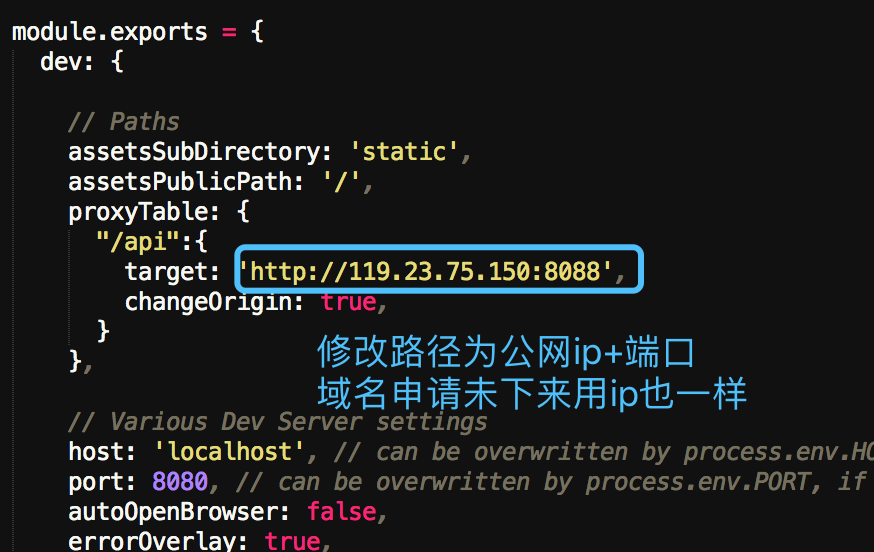 module.exports = {
dev: {
// Paths
assetsSubDirectory: 'static',
assetsPublicPath: '/',
proxyTable: {
"/api":{
target: 'http://119.23.75.150:8088',
changeOrigin: true,
}
},
修改路径为公网ip+端口
域名申请未下来用ip也一样
// Various Dev Server settings
host: 'localhost', // can be overwritten by process.env.HO
port: 8080, // can be overwritten by process.env.PORT, if
autoOpenBrowser: false,
errorOverlay: true,